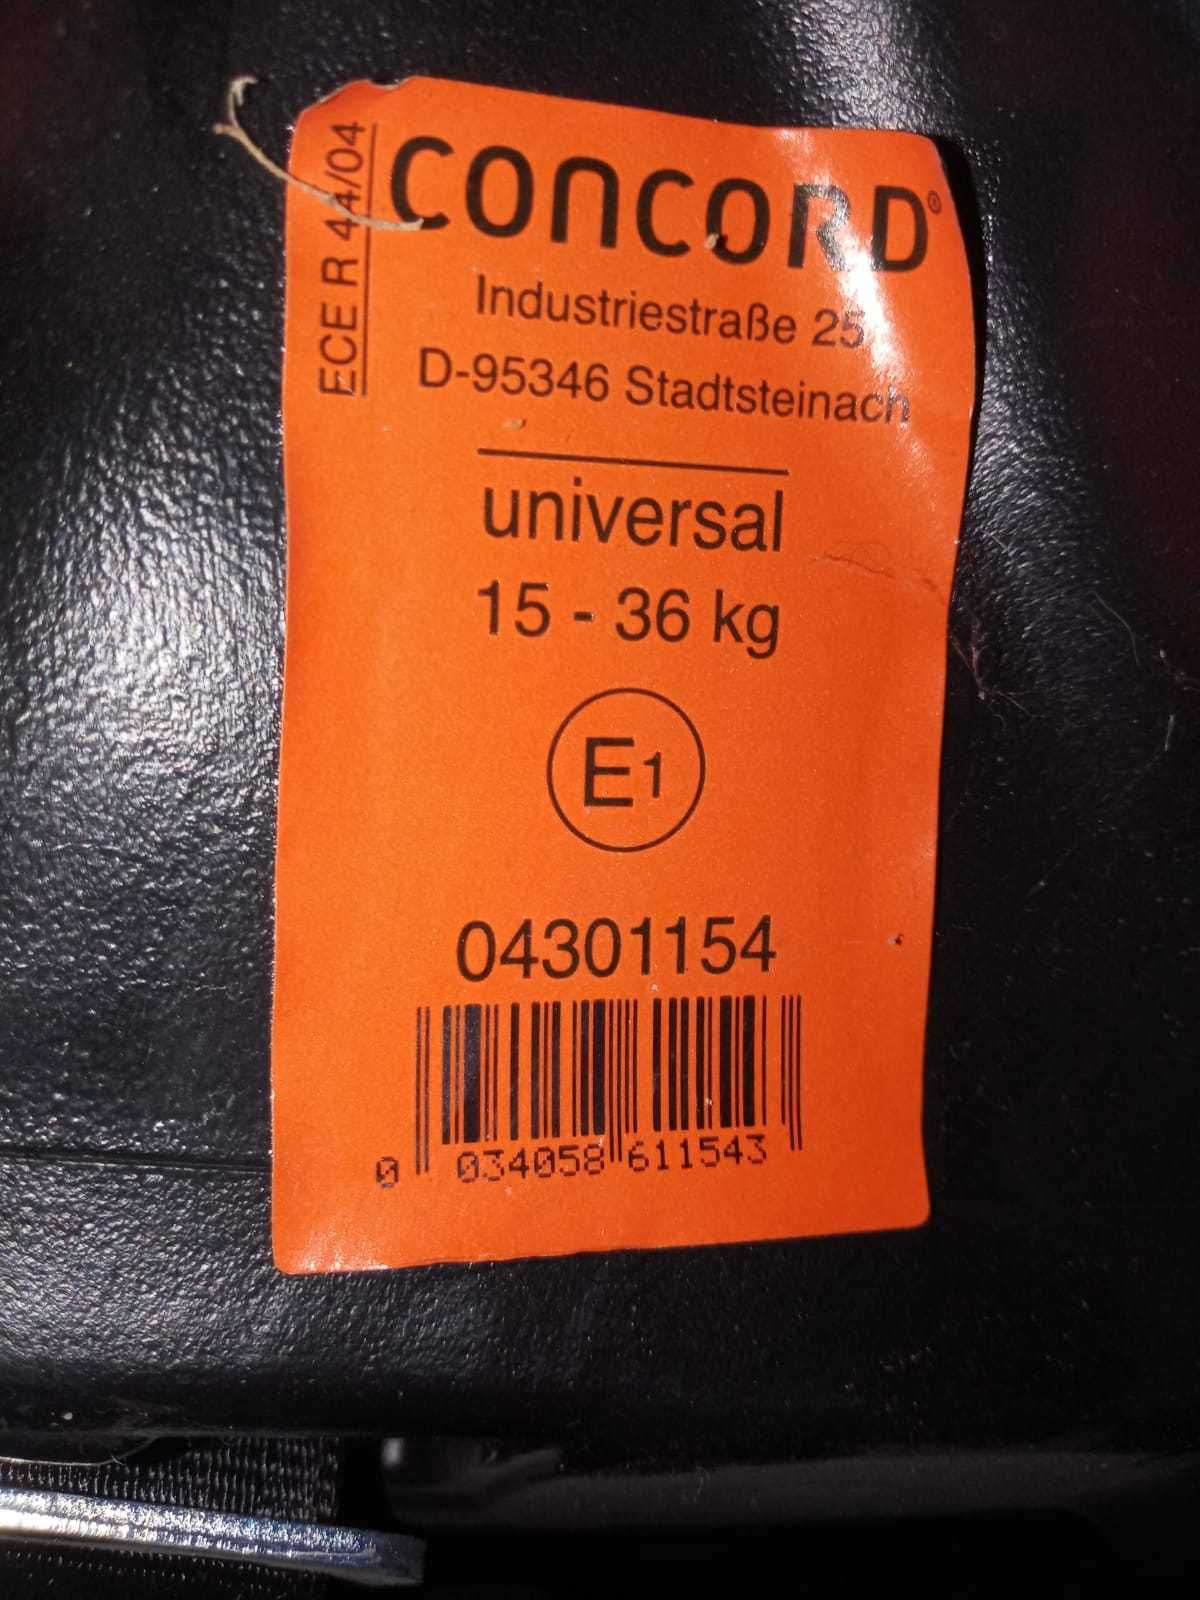 ECE R 44/04
CONCORD®
Industriestraße 25
D-95346 Stadtsteinach
universal
15 - 36 kg
E1
04301154
0 034058 611543